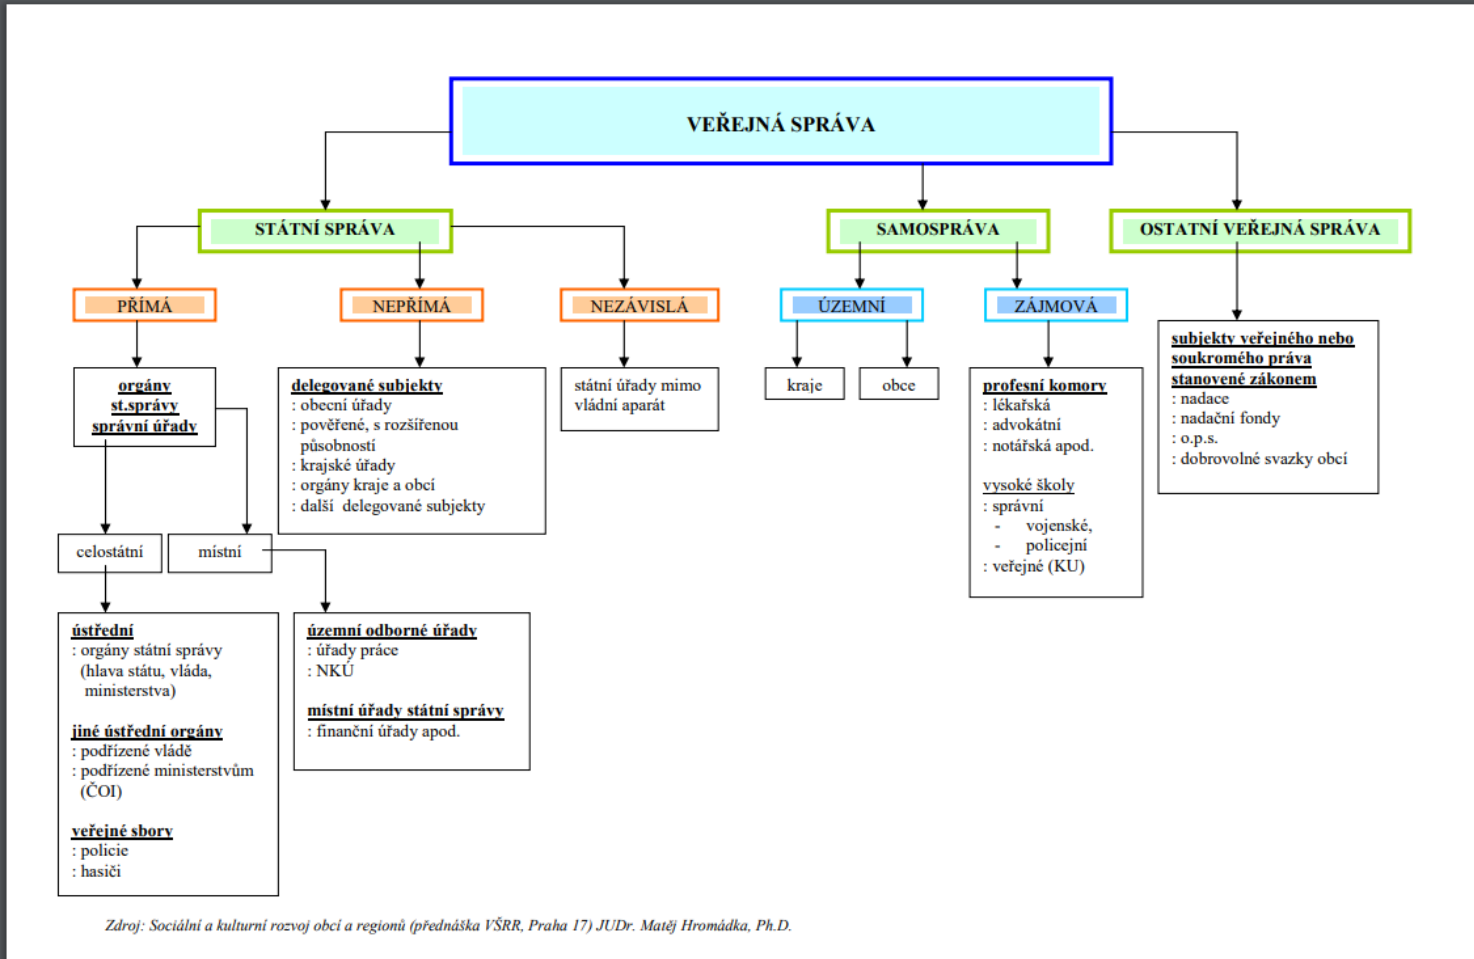 VEŘEJNÁ SPRÁVA
STÁTNÍ SPRÁVA
SAMOSPRÁVA
OSTATNÍ VEŘEJNÁ SPRÁVA
PŘÍMÁ
NEPŘÍMÁ
NEZÁVISLÁ
ÚZEMNÍ
ZÁJMOVÁ
orgány
st.správy
správní úřady
delegované subjekty
: obecní úřady
: pověřené, s rozšířenou
působností
: krajské úřady
: orgány kraje a obcí
: další delegované subjekty
státní úřady mimo
vládní aparát
kraje
obce
profesní komory
: lékařská
: advokátní
: notářská apod.
vysoké školy
: správní
- vojenské,
- policejní
: veřejné (KU)
subjekty veřejného nebo
soukromého práva
stanovené zákonem
: nadace
: nadační fondy
: o.p.s.
: dobrovolné svazky obcí
celostátní
místní
ústřední
: orgány státní správy
(hlava státu, vláda,
ministerstva)
jiné ústřední orgány
: podřízené vládě
: podřízené ministerstvům
(ČOI)
veřejné sbory
: policie
: hasiči
územní odborné úřady
: úřady práce
: NKÚ
místní úřady státní správy
: finanční úřady apod.
Zdroj: Sociální a kulturní rozvoj obcí a regionů (přednáška VŠRR, Praha 17) JUDr. Matěj Hromádka, Ph.D.